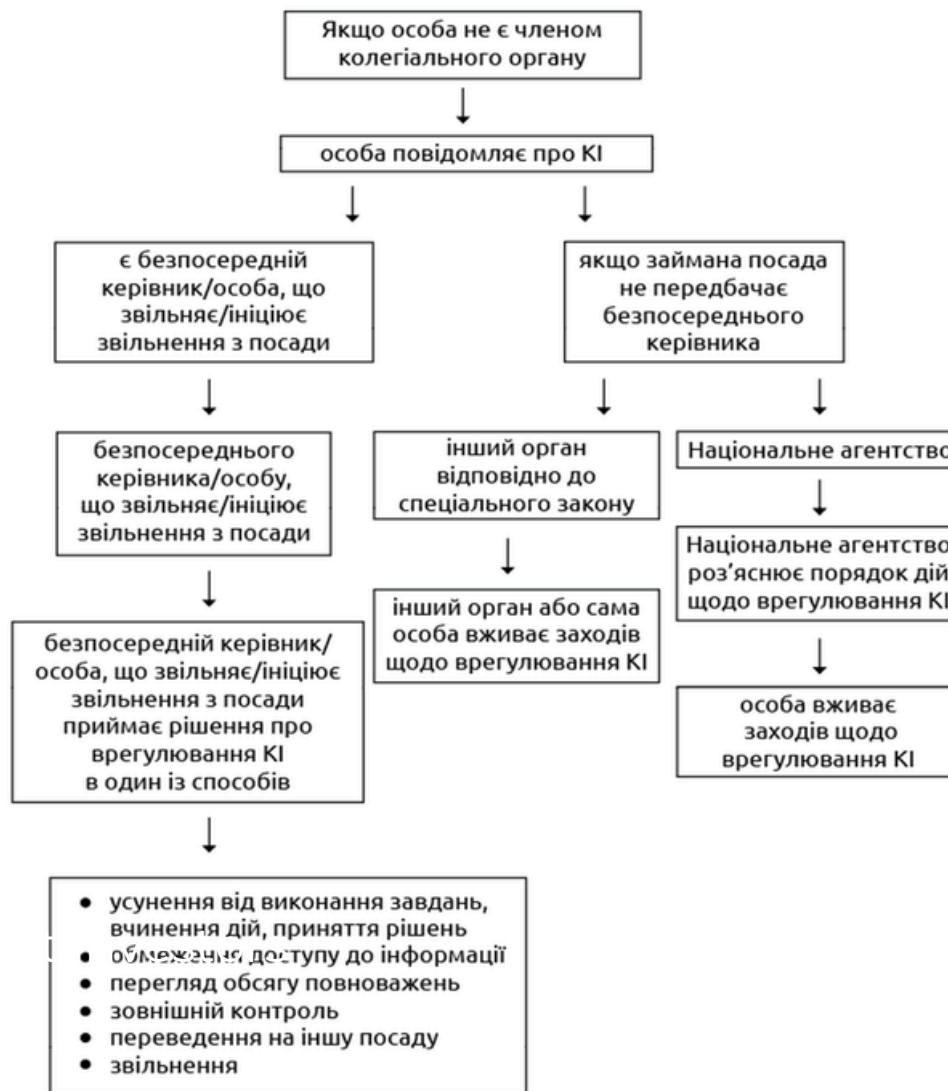 Якщо особа не є членом
колегіального органу
особа повідомляє про КІ
є безпосередній
керівник/особа, що
звільняє/ініціює
звільнення з посади
якщо займана посада
не передбачає
безпосереднього
керівника
безпосереднього
керівника/особу,
що звільняє/ініціює
звільнення з посади
інший орган
відповідно до
спеціального закону
Національне агентство
Національне агентство
роз’яснює порядок дій
щодо врегулювання КІ
інший орган або сама
особа вживає заходів
щодо врегулювання КІ
безпосередній керівник/
особа, що звільняє/ініціює
звільнення з посади
приймає рішення про
врегулювання КІ
в один із способів
особа вживає
заходів щодо
врегулювання КІ
• усунення від виконання завдань,
вчинення дій, приняття рішень
• обмеження доступу до інформації
• перегляд обсягу повноважень
• зовнішній контроль
• переведення на іншу посаду
• звільнення